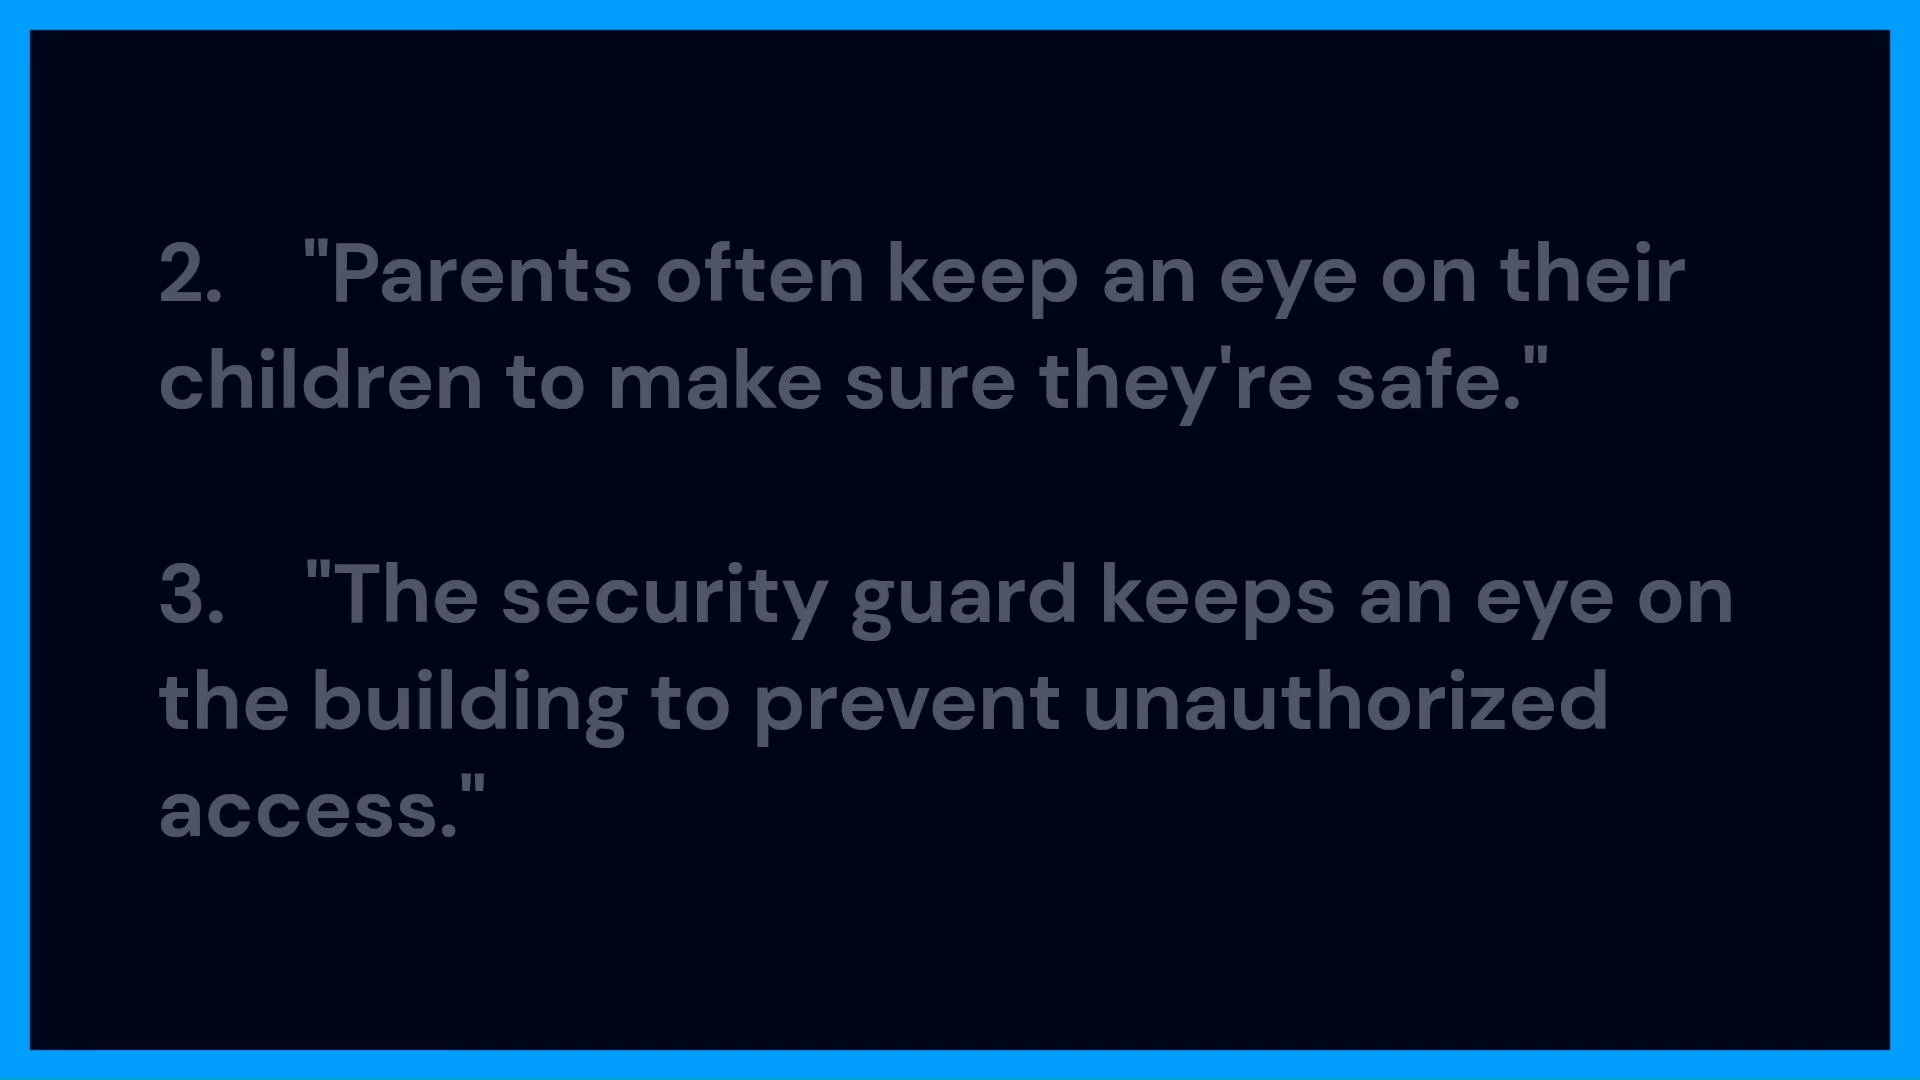 2. "Parents often keep an eye on their
children to make sure they're safe."
3. "The security guard keeps an eye on
the building to prevent unauthorized
access."